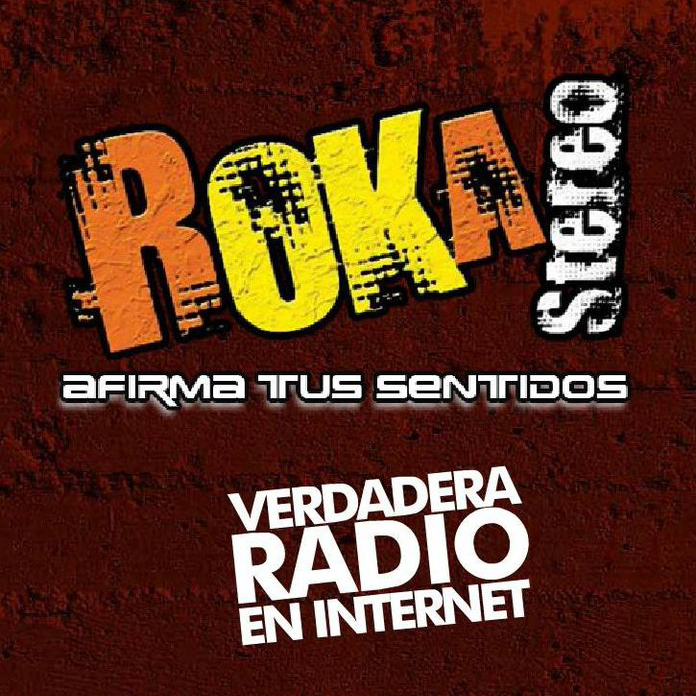 ROKA
Stereo
AFIRMA TUS SENTIDOS
VERDADERA
RADIO
EN INTERNET